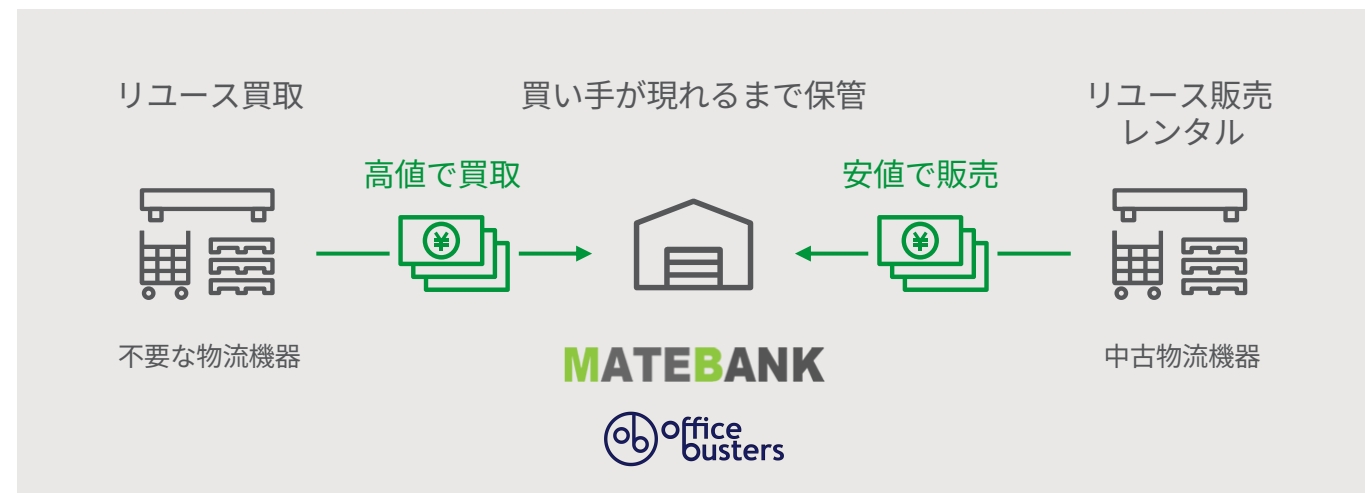 リユース買取
買い手が現れるまで保管
リユース販売
レンタル
高値で買取
安値で販売
¥
¥
不要な物流機器
MATEBANK
中古物流機器
ob office
busters